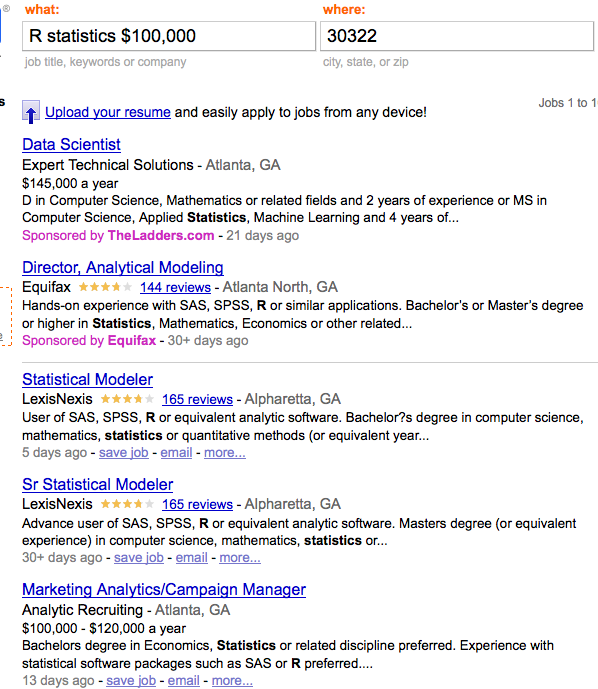 what:
where:
R statistics $100,000
30322
job title, keywords or company
city, state, or zip
Upload your resume and easily apply to jobs from any device!
Jobs 1 to 1
Data Scientist
Expert Technical Solutions - Atlanta, GA
$145,000 a year
D in Computer Science, Mathematics or related fields and 2 years of experience or MS in
Computer Science, Applied Statistics, Machine Learning and 4 years of...
Sponsored by TheLadders.com - 21 days ago
Director, Analytical Modeling
Equifax 144 reviews - Atlanta North, GA
Hands-on experience with SAS, SPSS, R or similar applications. Bachelor's or Master's degree
or higher in Statistics, Mathematics, Economics or other related...
Sponsored by Equifax - 30+ days ago
Statistical Modeler
LexisNexis 165 reviews - Alpharetta, GA
User of SAS, SPSS, R or equivalent analytic software. Bachelor?s degree in computer science,
mathematics, statistics or quantitative methods (or equivalent year...
5 days ago - save job - email - more...
Sr Statistical Modeler
LexisNexis 165 reviews - Alpharetta, GA
Advance user of SAS, SPSS, R or equivalent analytic software. Masters degree (or equivalent
experience) in computer science, mathematics, statistics or...
30+ days ago - save job - email - more...
Marketing Analytics/Campaign Manager
Analytic Recruiting - Atlanta, GA
$100,000 - $120,000 a year
Bachelors degree in Economics, Statistics or related discipline preferred. Experience with
statistical software packages such as SAS or R preferred....
13 days ago - save job - email - more...